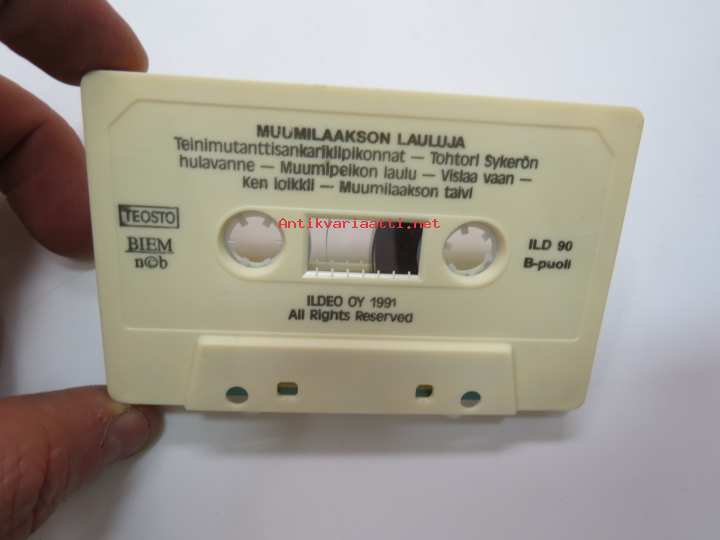 MUUMILAAKSON LAULUJA
Teinimutanttisankarikilpikonnat – Tohtori Sykerön
hulavanne – Muumipeikon laulu – Vislaa vaan –
Ken loikkii – Muumilaakson talvi
TEOSTO
BIEM
n©b
Antikvariaatti.net
ILD 90
B-puoli
ILDEO OY 1991
All Rights Reserved